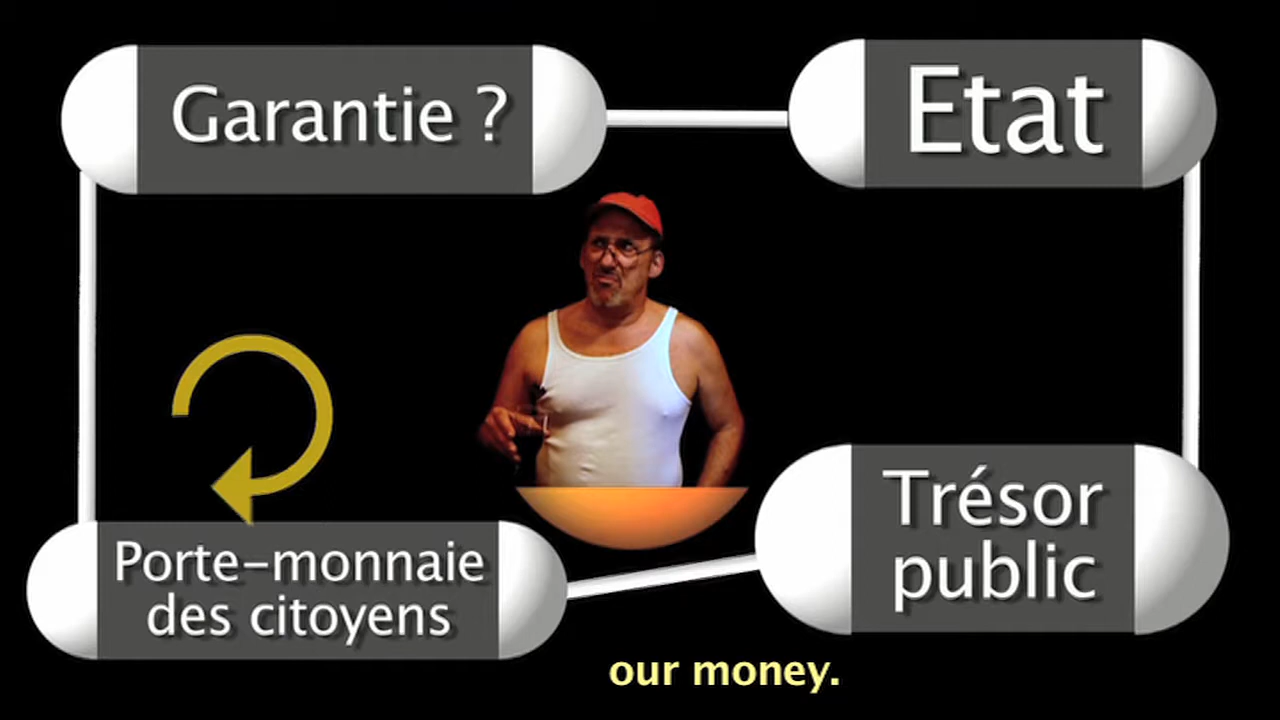 Garantie ?
Etat
Trésor
public
Porte-monnaie
des citoyens
our money.